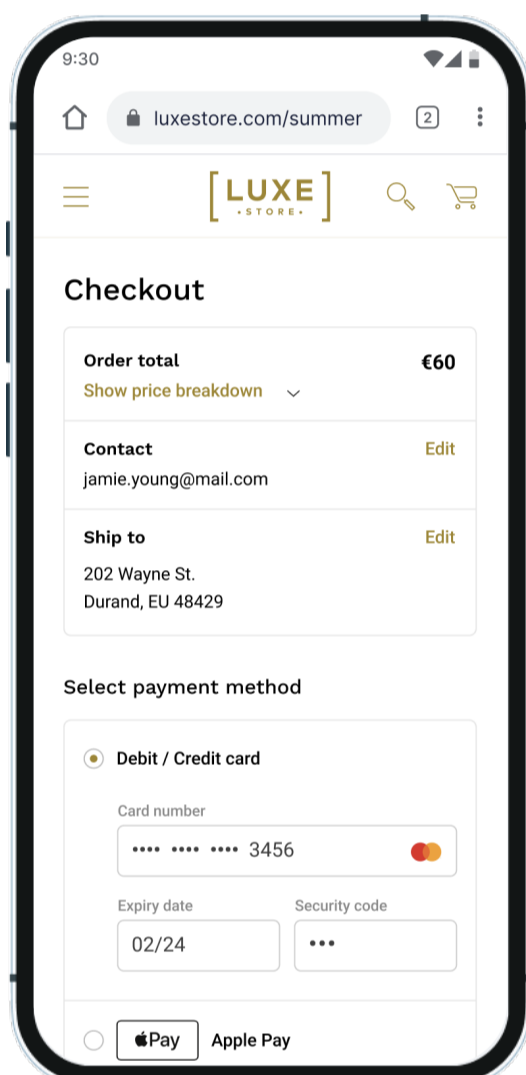 9:30
luxestore.com/summer 2
LUXE
·STORE·
Checkout
Order total €60
Show price breakdown
Contact Edit
jamie.young@mail.com
Ship to Edit
202 Wayne St.
Durand, EU 48429
Select payment method
Debit / Credit card
Card number
•••• •••• •••• 3456
Expiry date Security code
02/24 •••
Pay Apple Pay